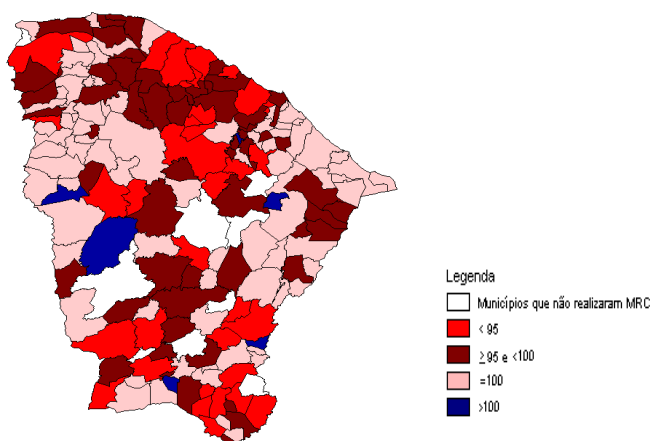 Legenda
Municípios que não realizaram MRC
< 95
≥95 e <100
=100
>100